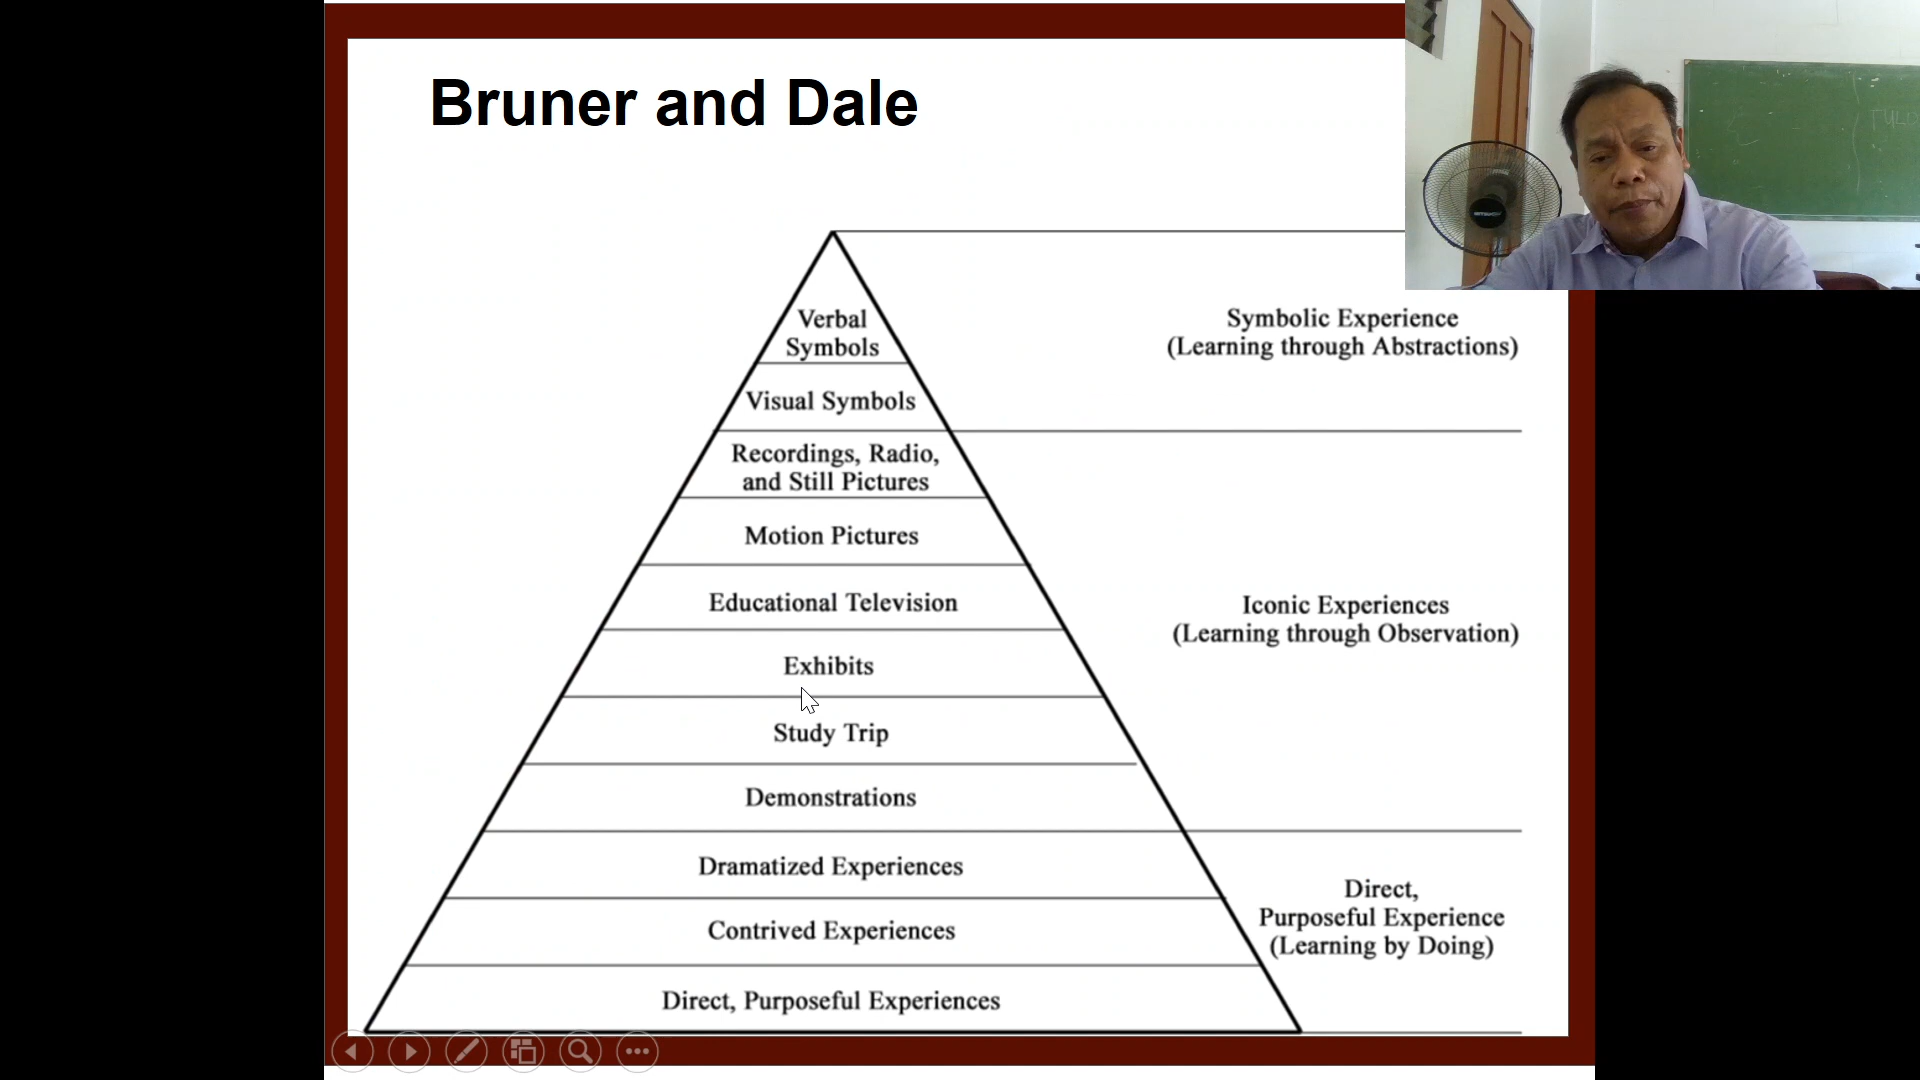 Bruner and Dale
Verbal
Symbols
Visual Symbols
Recordings, Radio,
and Still Pictures
Motion Pictures
Educational Television
Exhibits
Study Trip
Demonstrations
Dramatized Experiences
Contrived Experiences
Direct, Purposeful Experiences
Symbolic Experience
(Learning through Abstractions)
Iconic Experiences
(Learning through Observation)
Direct,
Purposeful Experience
(Learning by Doing)